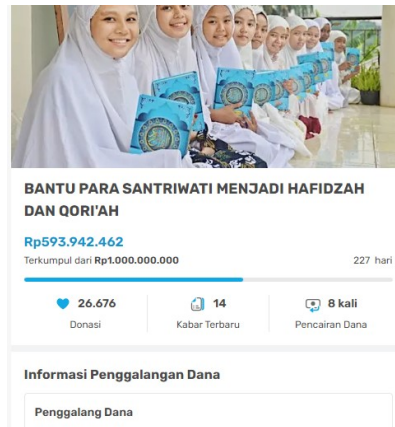 BANTU PARA SANTRIWATI MENJADI HAFIDZAH
DAN QORI'AH
Rp593.942.462
Terkumpul dari Rp1.000.000.000 227 hari
26.676 14 8 kali
Donasi Kabar Terbaru Pencairan Dana
Informasi Penggalangan Dana
Penggalang Dana